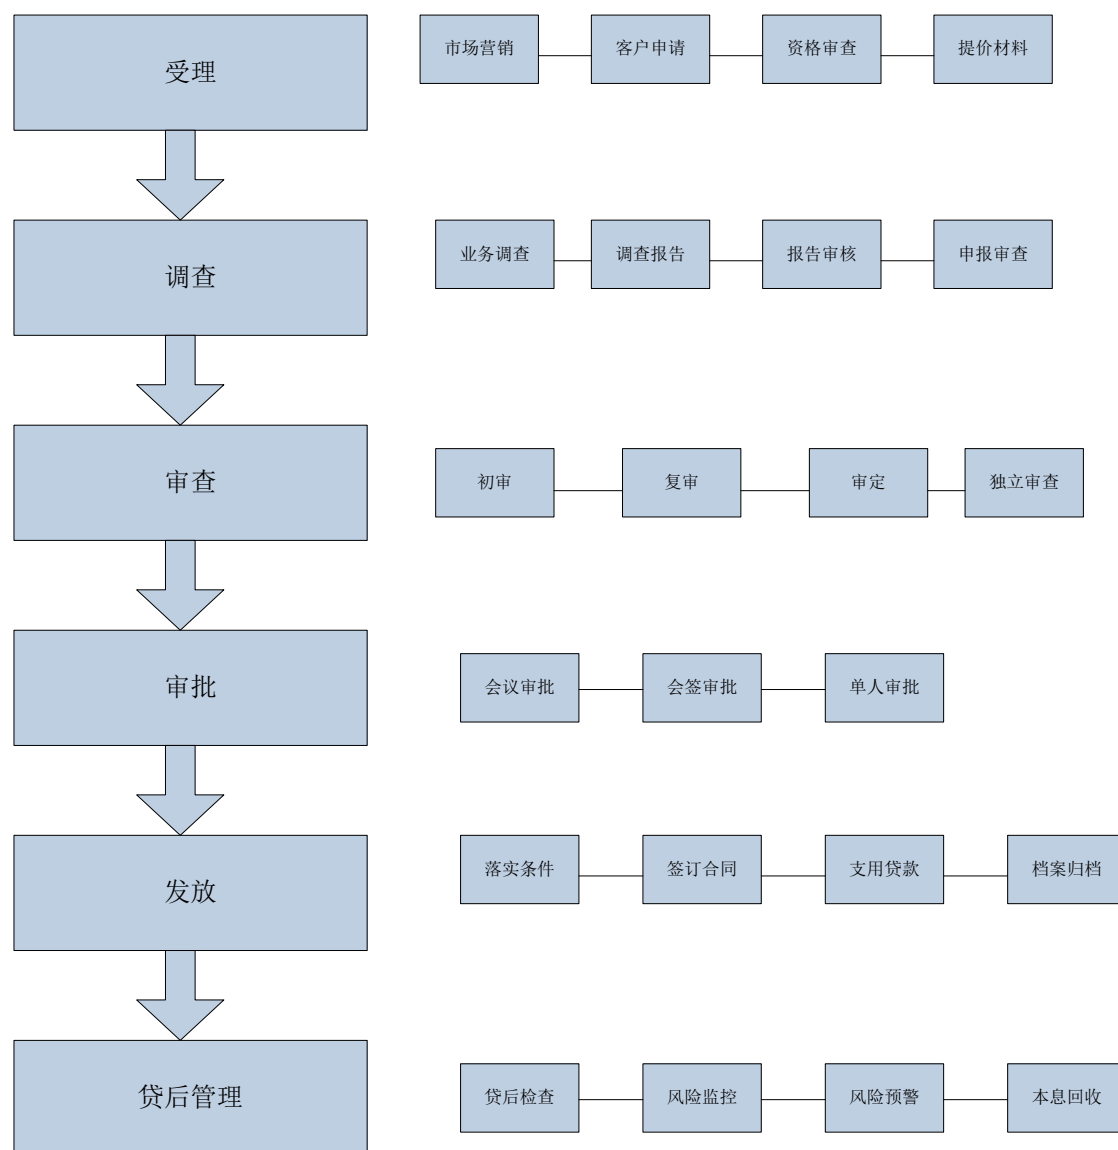 受理
市场营销
客户申请
资格审查
提价材料
调查
业务调查
调查报告
报告审核
申报审查
审查
初审
复审
审定
独立审查
审批
会议审批
会签审批
单人审批
发放
落实条件
签订合同
支用贷款
档案归档
贷后管理
贷后检查
风险监控
风险预警
本息回收